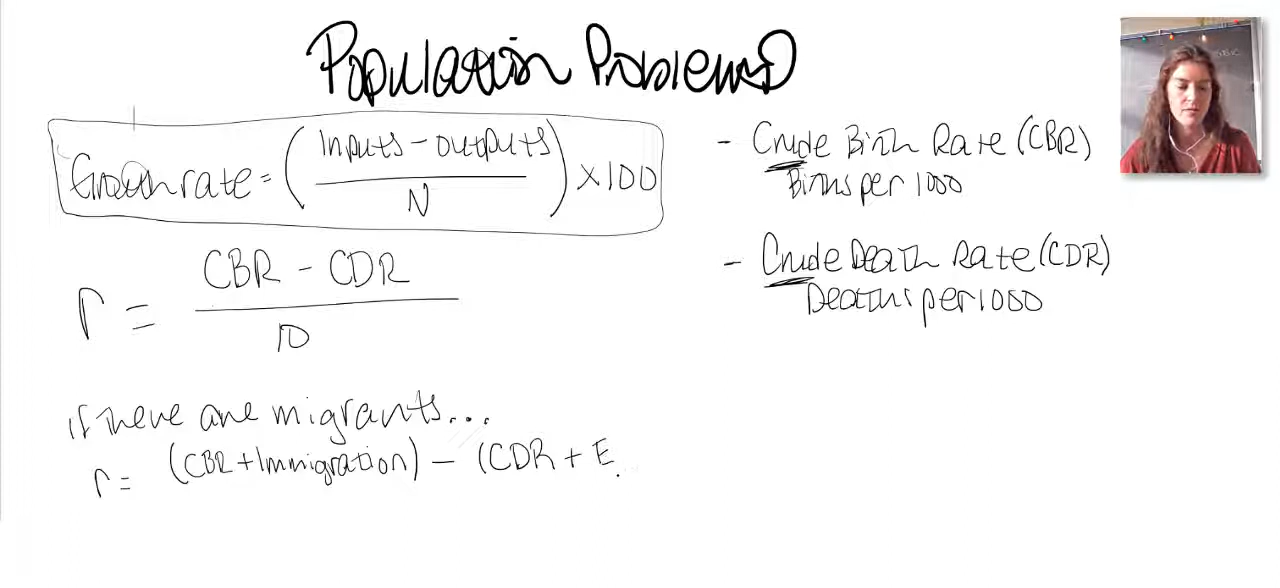 Population Problems
Growth rate = (inputs - outputs / N) x100
- Crude Birth Rate (CBR)
Births per 1000
r = CBR - CDR / 10
- Crude Death Rate (CDR)
Deaths per 1000
if there are migrants...
r = (CBR + Immigration) - (CDR + E